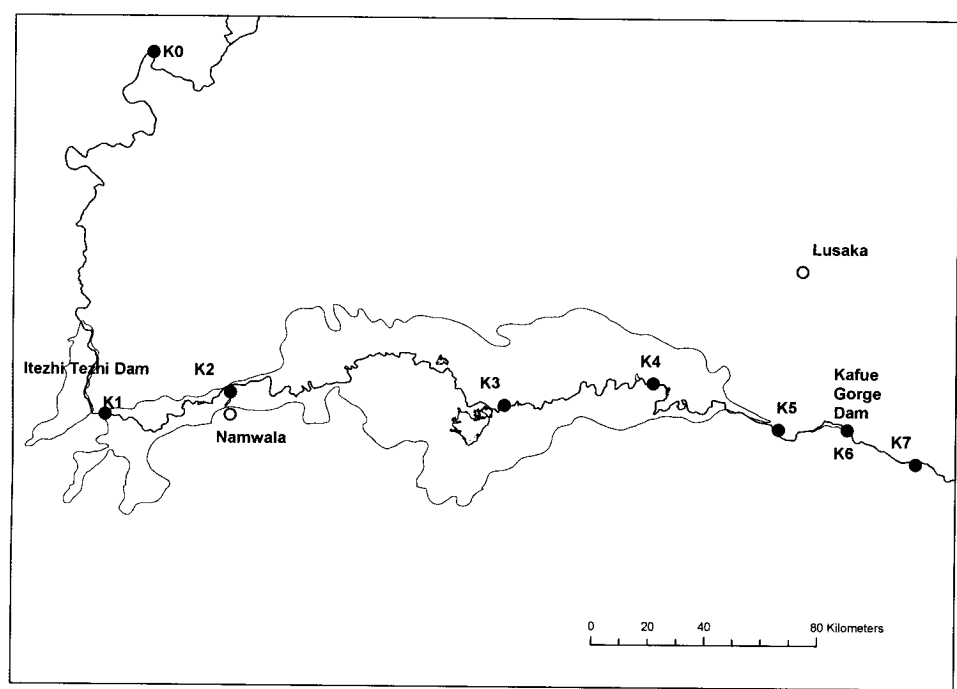 K0
Lusaka
Itezhi Tezhi Dam
K2
K4
Kafue
Gorge
Dam
K1
K3
K5
K7
Namwala
K6
0 20 40 80 Kilometers